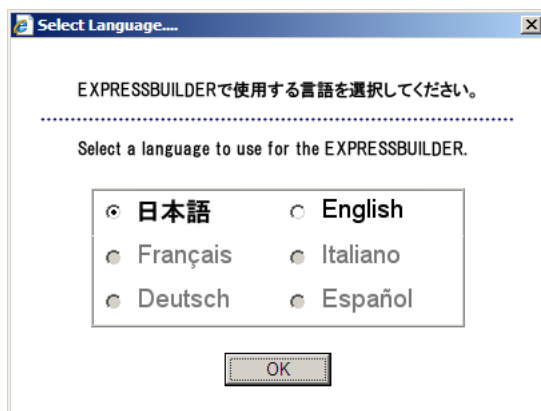 Select Language....
EXPRESSBUILDERで使用する言語を選択してください。
Select a language to use for the EXPRESSBUILDER.
日本語 English
Français Italiano
Deutsch Español
OK